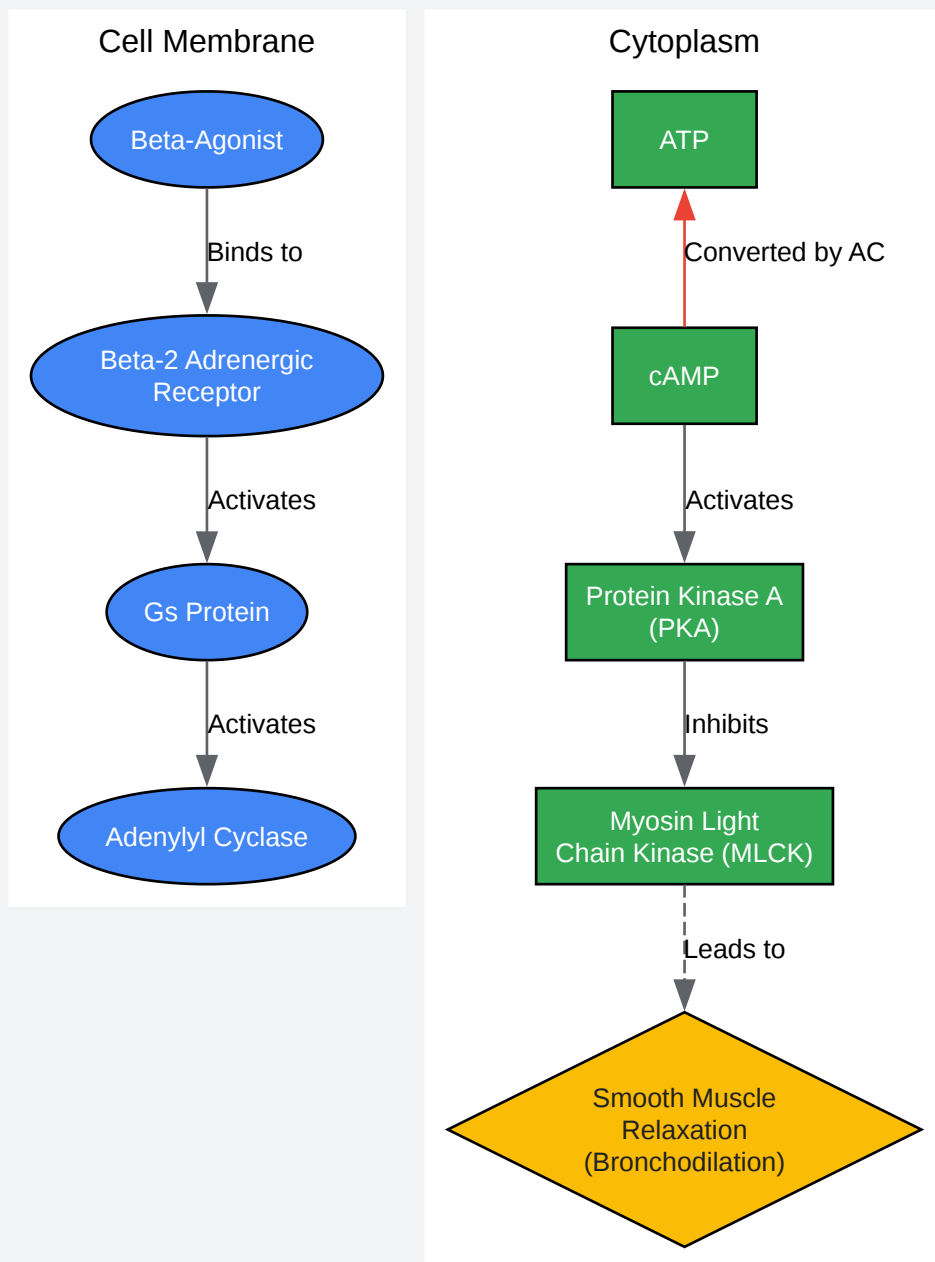 Cell Membrane
Beta-Agonist
Binds to
Beta-2 Adrenergic
Receptor
Activates
Gs Protein
Activates
Adenylyl Cyclase
Cytoplasm
ATP
Converted by AC
cAMP
Activates
Protein Kinase A
(PKA)
Inhibits
Myosin Light
Chain Kinase (MLCK)
Leads to
Smooth Muscle
Relaxation
(Bronchodilation)